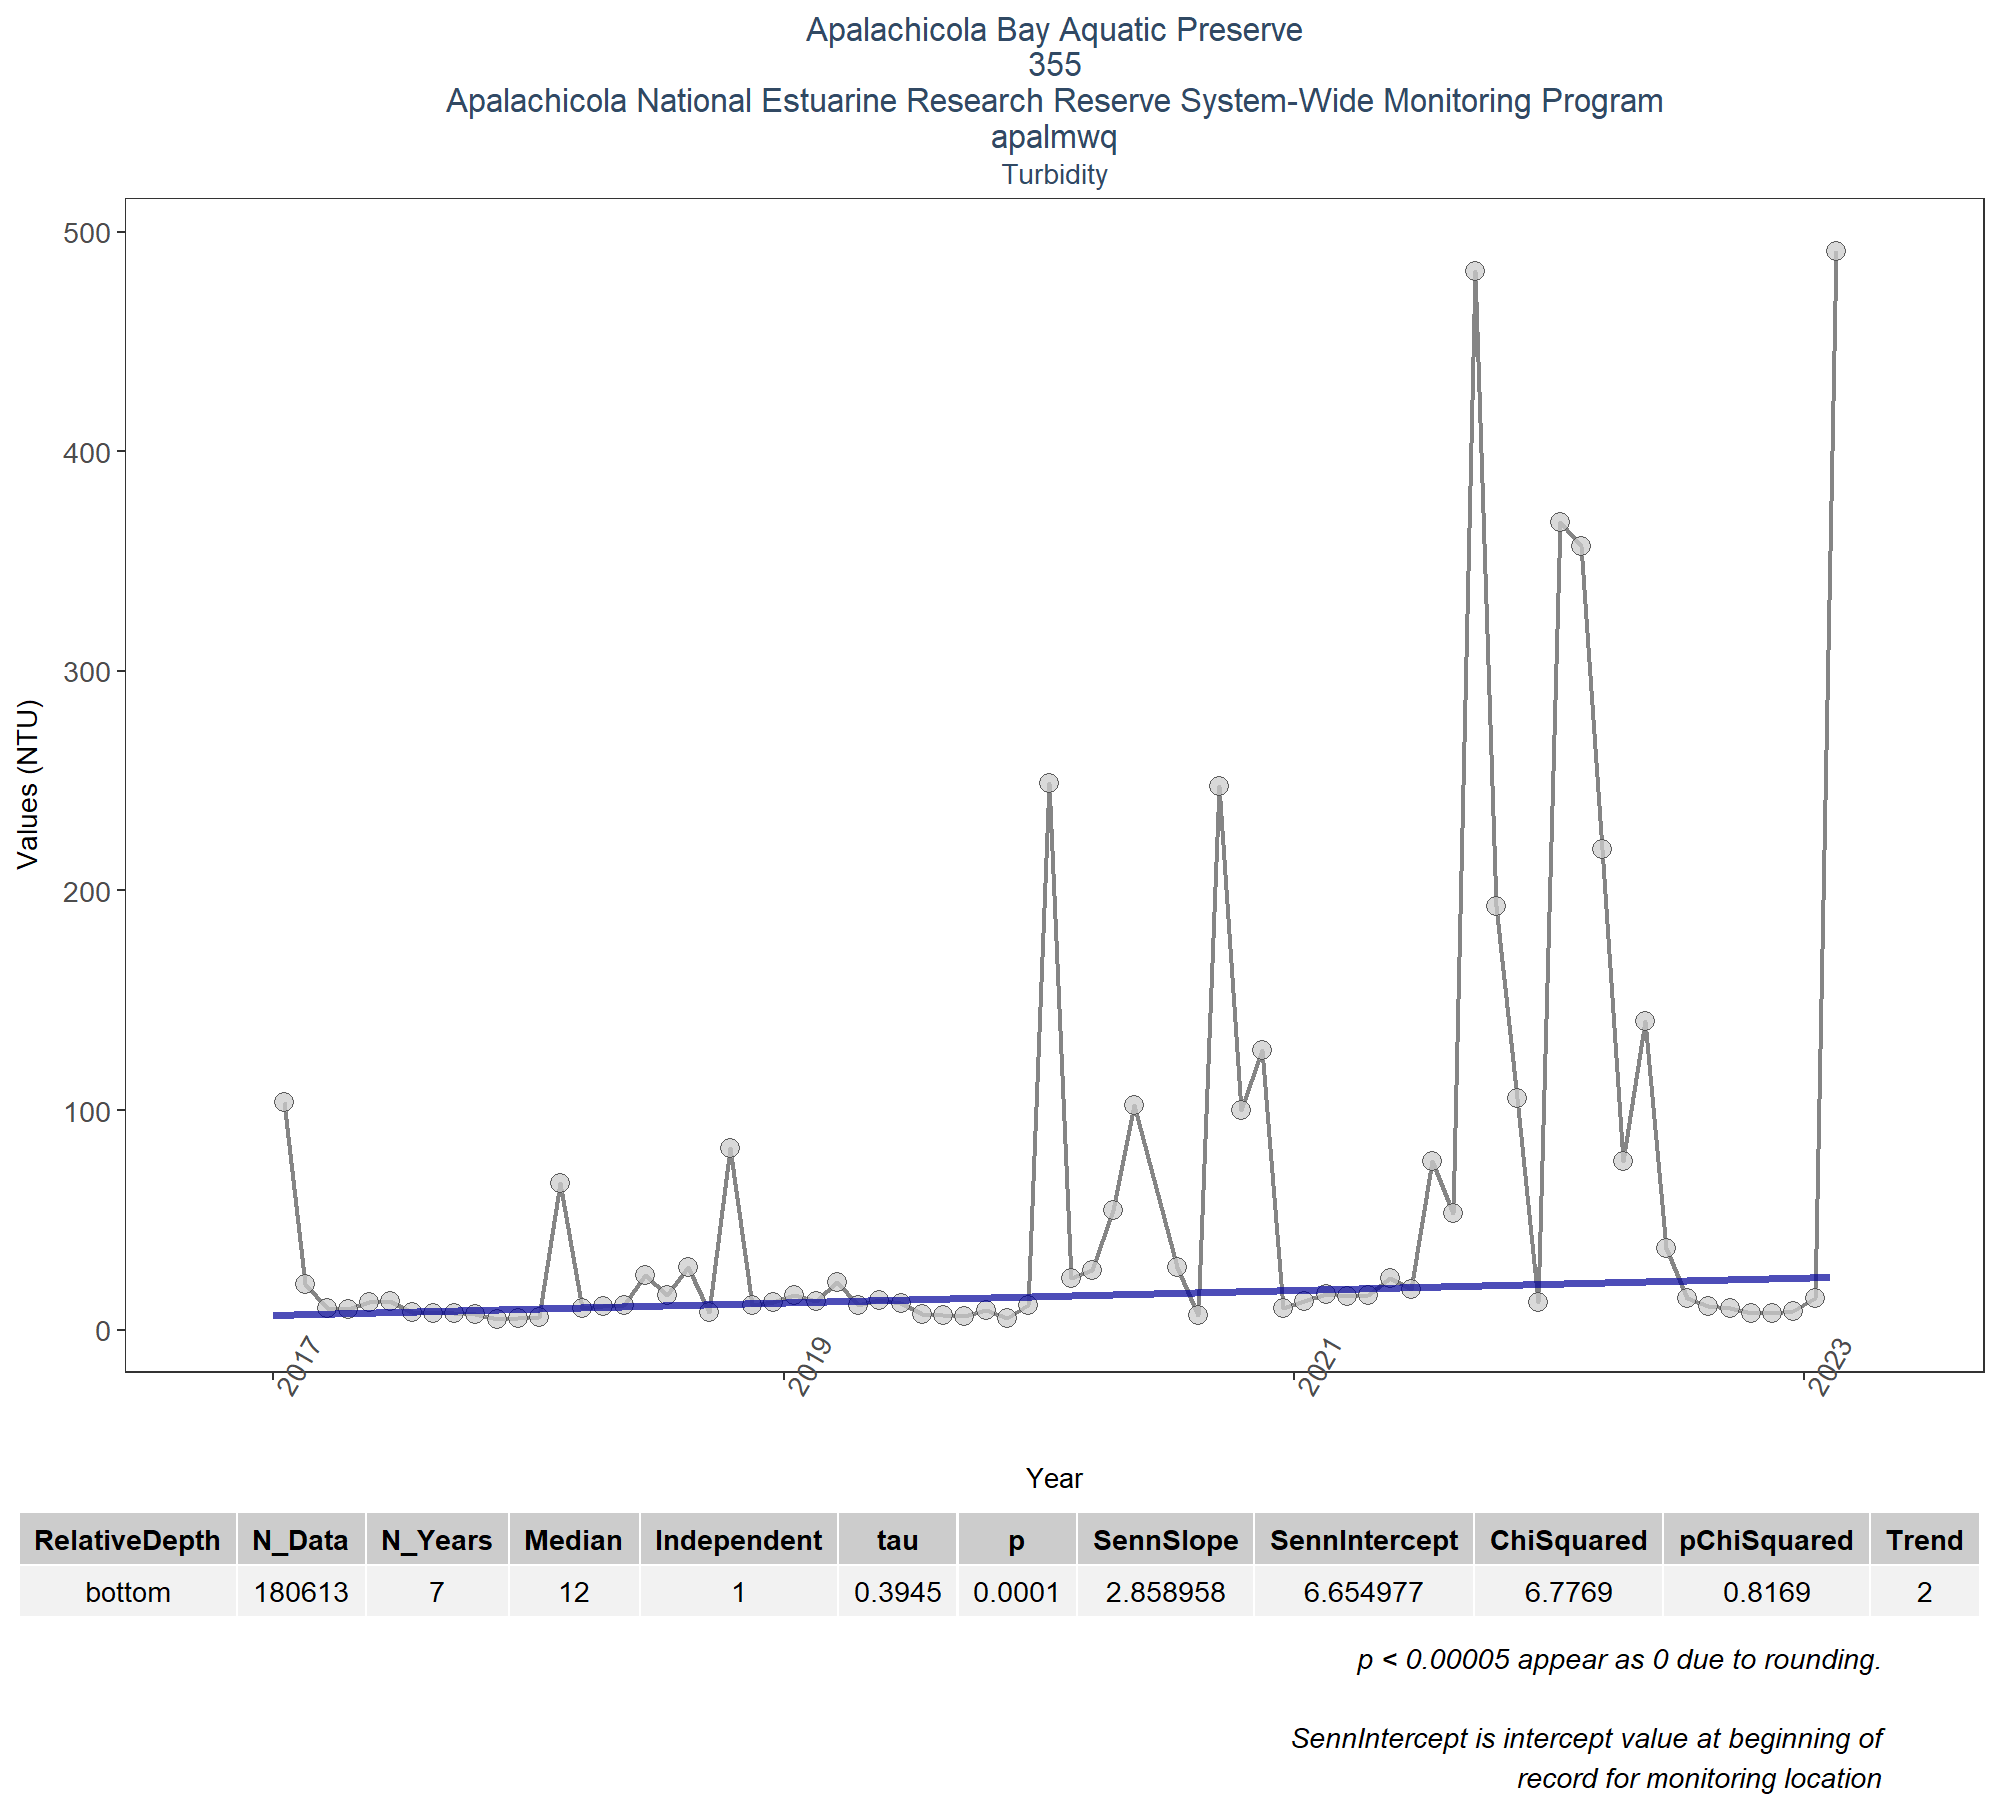 Apalachicola Bay Aquatic Preserve
355
Apalachicola National Estuarine Research Reserve System-Wide Monitoring Program
apalmwq
Turbidity
500
400
300
200
100
0
Values (NTU)
2017
2019
2021
2023
Year
RelativeDepth N_Data N_Years Median Independent tau p SennSlope SennIntercept ChiSquared pChiSquared Trend
bottom 180613 7 12 1 0.3945 0.0001 2.858958 6.654977 6.7769 0.8169 2
p < 0.00005 appear as 0 due to rounding.
SennIntercept is intercept value at beginning of
record for monitoring location